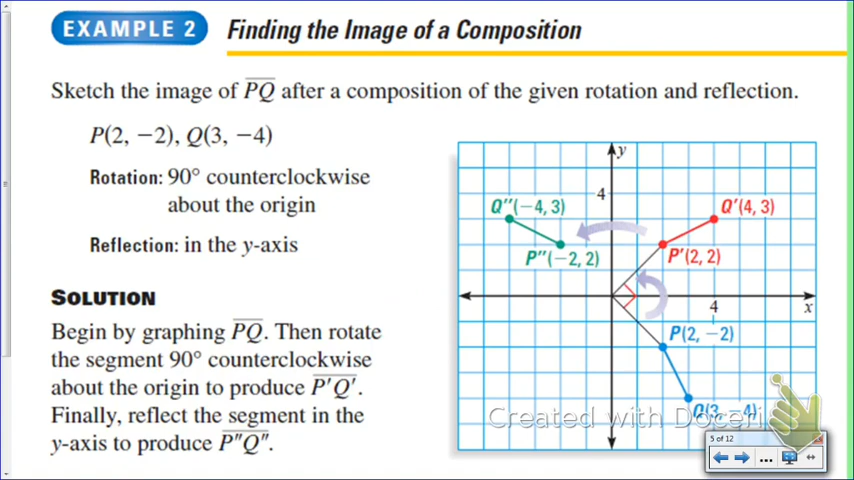 EXAMPLE 2 Finding the Image of a Composition
Sketch the image of PQ after a composition of the given rotation and reflection.
P(2, −2), Q(3, −4)
Rotation: 90° counterclockwise
about the origin
Reflection: in the y-axis
SOLUTION
Begin by graphing PQ. Then rotate
the segment 90° counterclockwise
about the origin to produce P′Q′.
Finally, reflect the segment in the
y-axis to produce P″Q″.
y
4
Q″(−4, 3)
Q′(4, 3)
P″(−2, 2)
P′(2, 2)
4
x
P(2, −2)
Q(3, −4)
Created with Doceri
5 of 12
...